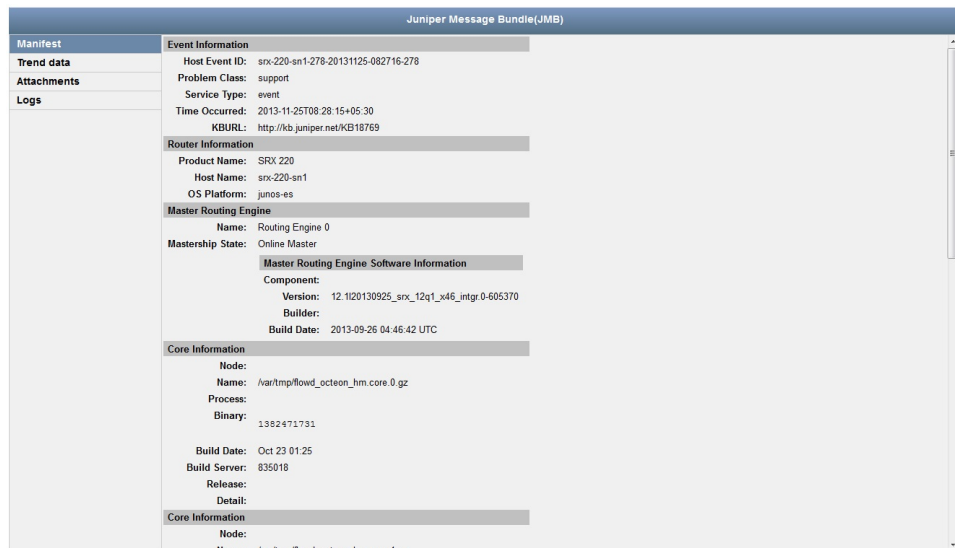 Juniper Message Bundle(JMB)
Manifest
Trend data
Attachments
Logs
Event Information
Host Event ID: srx-220-sn1-278-20131125-082716-278
Problem Class: support
Service Type: event
Time Occurred: 2013-11-25T08:28:15+05:30
KBURL: http://kb.juniper.net/KB18769
Router Information
Product Name: SRX 220
Host Name: srx-220-sn1
OS Platform: junos-es
Master Routing Engine
Name: Routing Engine 0
Mastership State: Online Master
Master Routing Engine Software Information
Component:
Version: 12.1I20130925_srx_12q1_x46_intgr.0-605370
Builder:
Build Date: 2013-09-26 04:46:42 UTC
Core Information
Node:
Name: /var/tmp/flowd_octeon_hm.core.0.gz
Process:
Binary:
1382471731
Build Date: Oct 23 01:25
Build Server: 835018
Release:
Detail:
Core Information
Node: